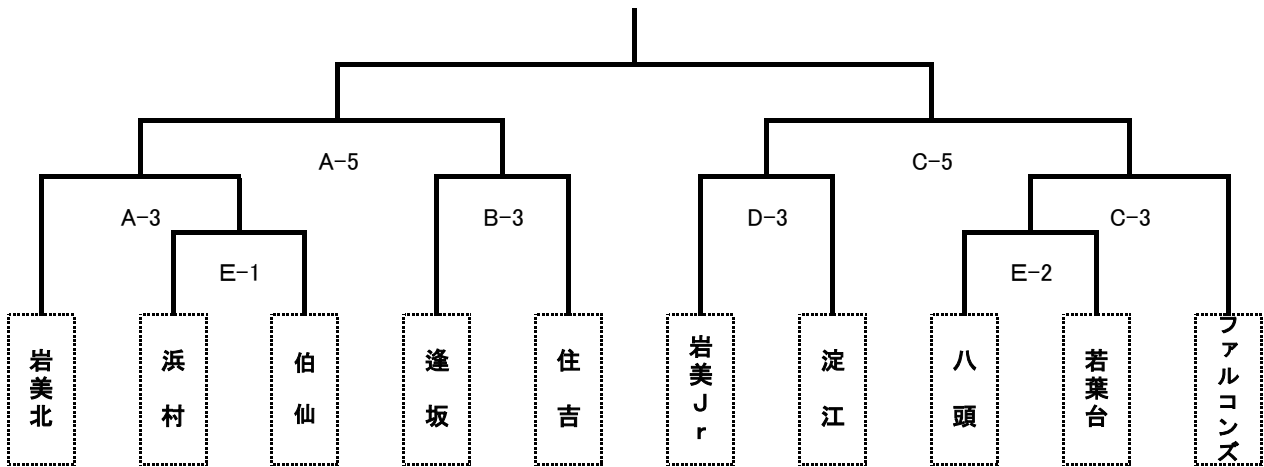 A-5
C-5
A-3
B-3
D-3
C-3
E-1
E-2
岩美北
浜村
伯仙
逢坂
住吉
岩美Jr
淀江
八頭
若葉台
ファルコンズ